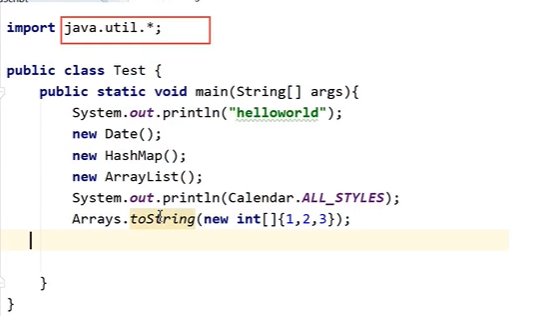 import java.util.*;
public class Test {
public static void main(String[] args){
System.out.println("helloworld");
new Date();
new HashMap();
new ArrayList();
System.out.println(Calendar.ALL_STYLES);
Arrays.toString(new int[]{1,2,3});
}
}